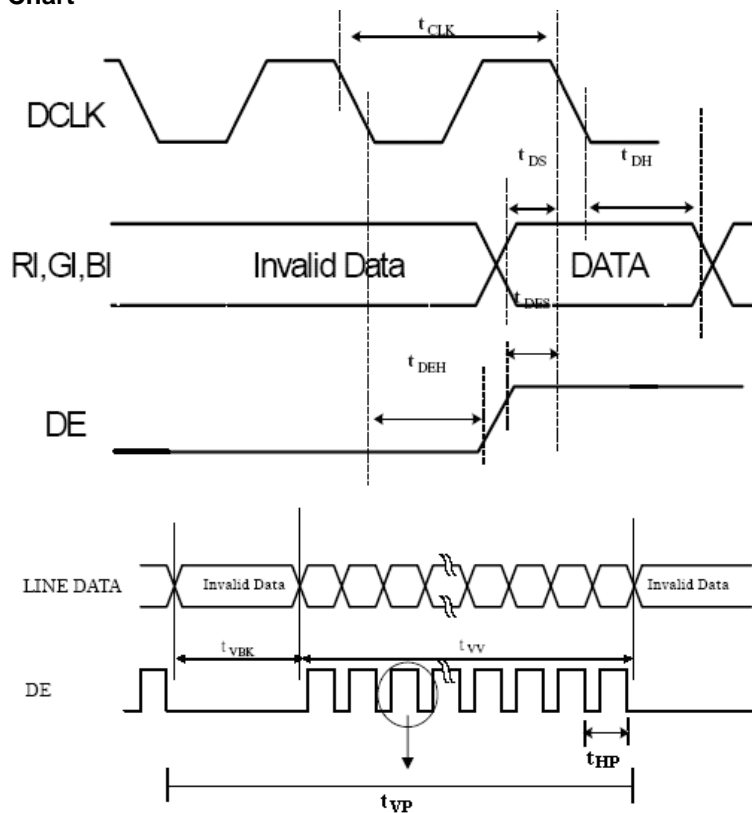 Chart
t CLK
DCLK
t DS
t DH
RI,GI,BI
Invalid Data
DATA
t DES
t DEH
DE
LINE DATA
Invalid Data
Invalid Data
t VBK
t VV
DE
t HP
t VP